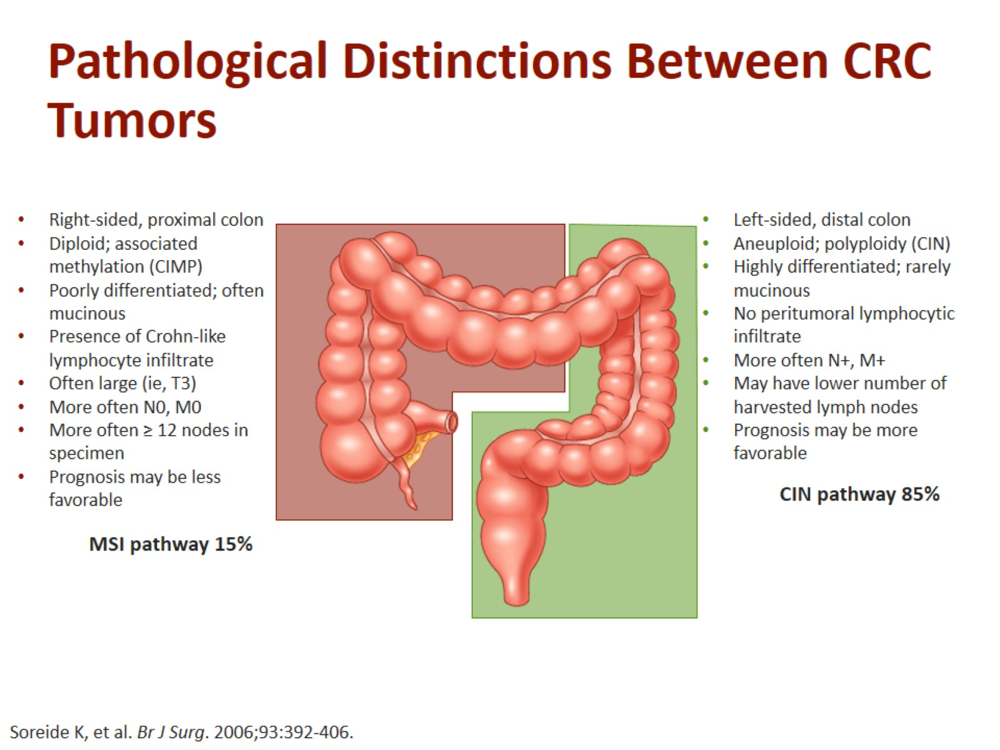 Pathological Distinctions Between CRC
Tumors
• Right-sided, proximal colon
• Diploid; associated
methylation (CIMP)
• Poorly differentiated; often
mucinous
• Presence of Crohn-like
lymphocyte infiltrate
• Often large (ie, T3)
• More often N0, M0
• More often ≥ 12 nodes in
specimen
• Prognosis may be less
favorable
MSI pathway 15%
• Left-sided, distal colon
• Aneuploid; polyploidy (CIN)
• Highly differentiated; rarely
mucinous
• No peritumoral lymphocytic
infiltrate
• More often N+, M+
• May have lower number of
harvested lymph nodes
• Prognosis may be more
favorable
CIN pathway 85%
Soreide K, et al. Br J Surg. 2006;93:392-406.